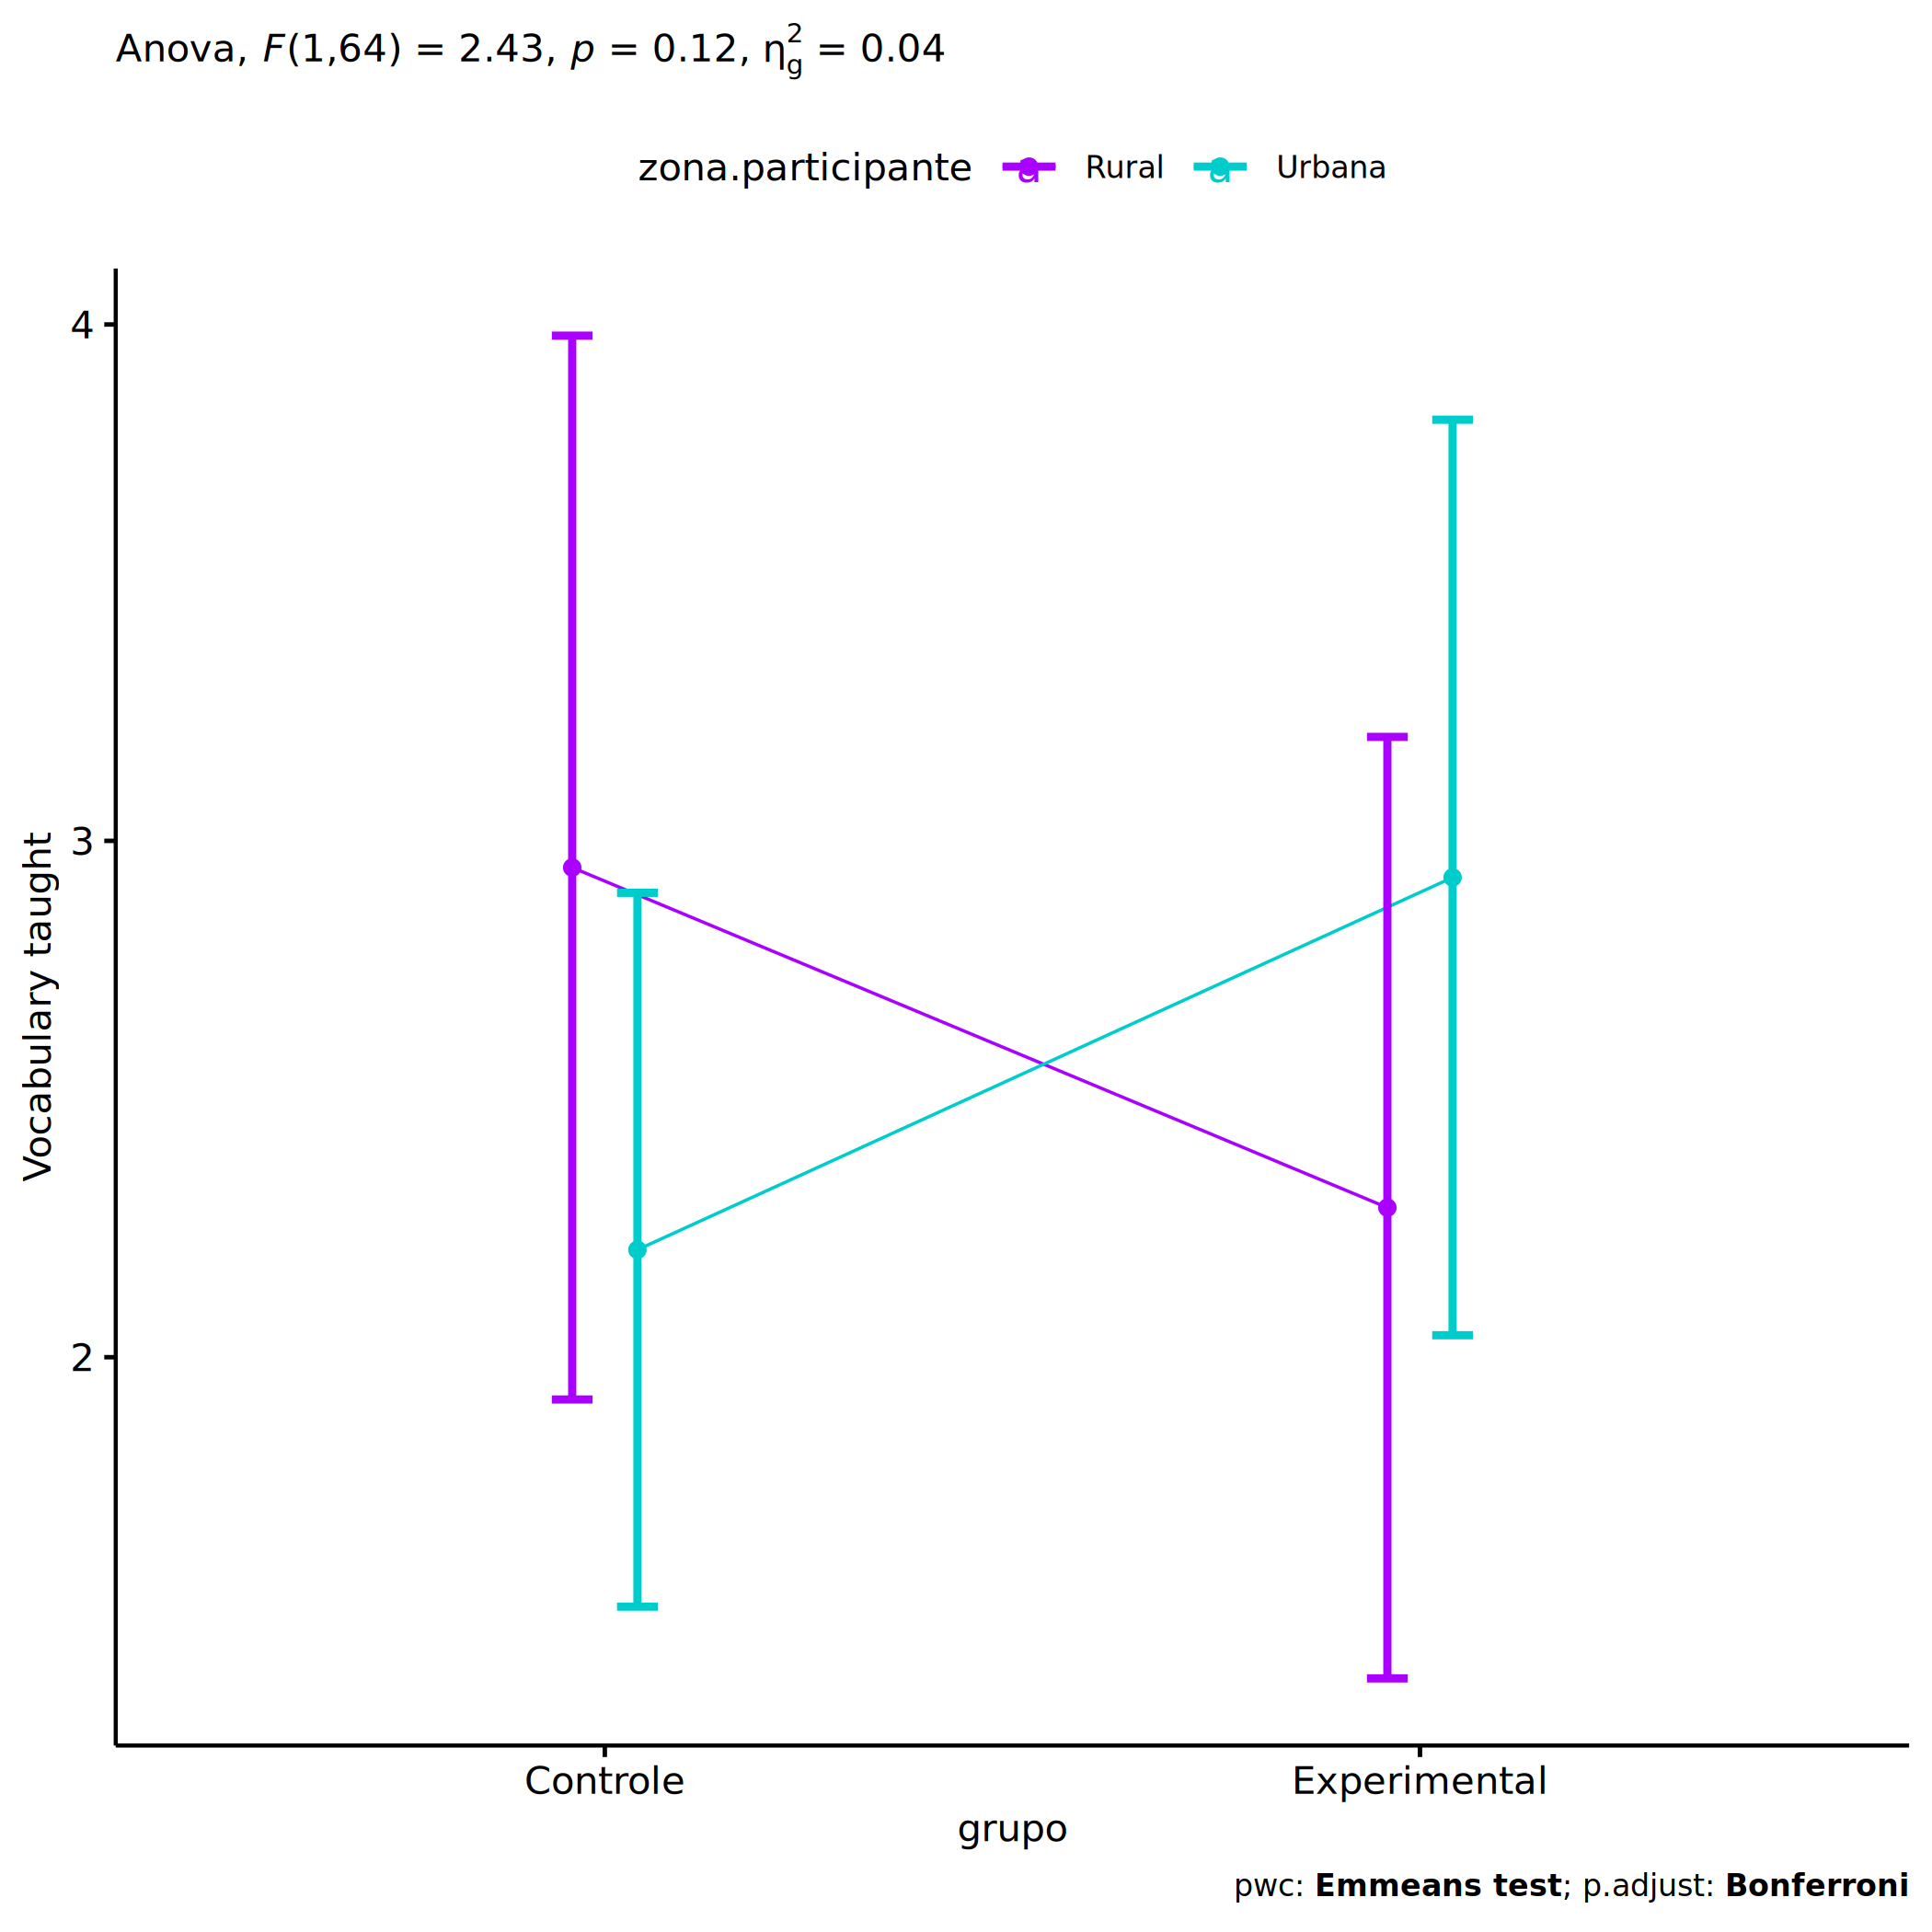 Anova, F(1,64) = 2.43, p = 0.12, η²g = 0.04
zona.participante a Rural a Urbana
4
3
2
Vocabulary taught
Controle Experimental
grupo
pwc: Emmeans test; p.adjust: Bonferroni